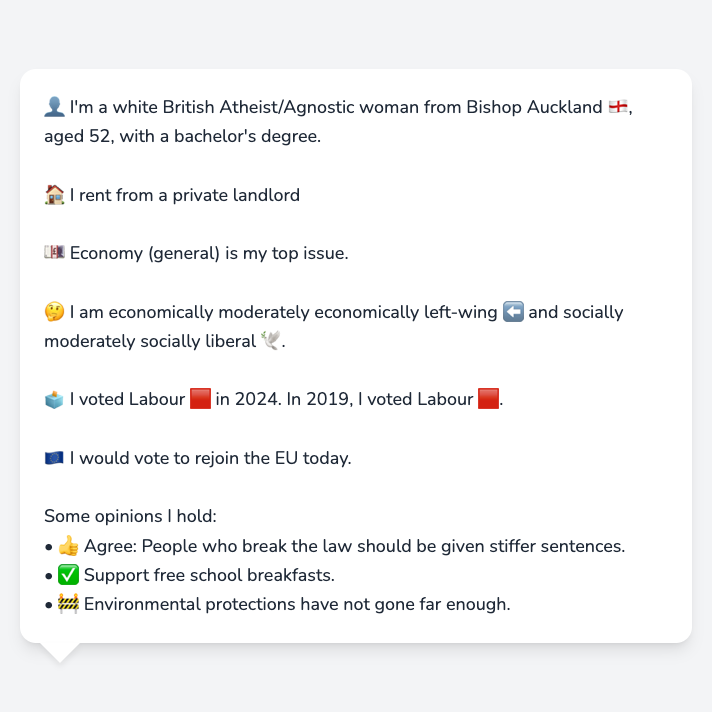 👤 I'm a white British Atheist/Agnostic woman from Bishop Auckland 🏴󠁧󠁢󠁥󠁮󠁧󠁿,
aged 52, with a bachelor's degree.
🏠 I rent from a private landlord
💷 Economy (general) is my top issue.
🤔 I am economically moderately economically left-wing ⬅️ and socially
moderately socially liberal 🕊️.
🗳️ I voted Labour 🟥 in 2024. In 2019, I voted Labour 🟥.
🇪🇺 I would vote to rejoin the EU today.
Some opinions I hold:
• 👍 Agree: People who break the law should be given stiffer sentences.
• ✅ Support free school breakfasts.
• 🚧 Environmental protections have not gone far enough.